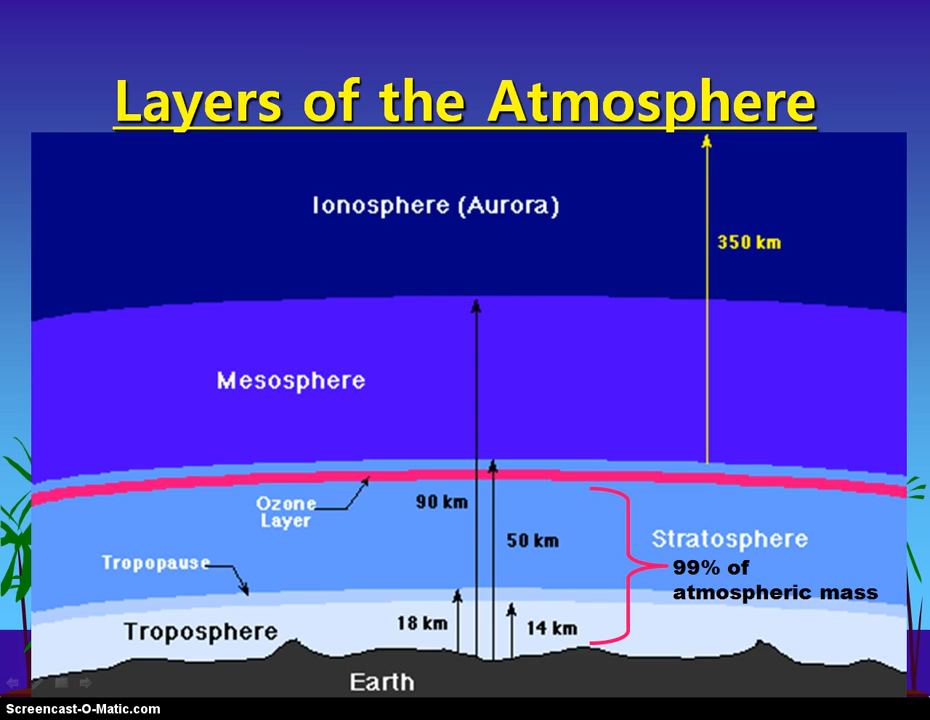 Layers of the Atmosphere
Ionosphere (Aurora)
350 km
Mesosphere
Ozone
Layer
90 km
50 km
Stratosphere
99% of
atmospheric mass
Tropopause
Troposphere
18 km
14 km
Earth
Screencast-O-Matic.com